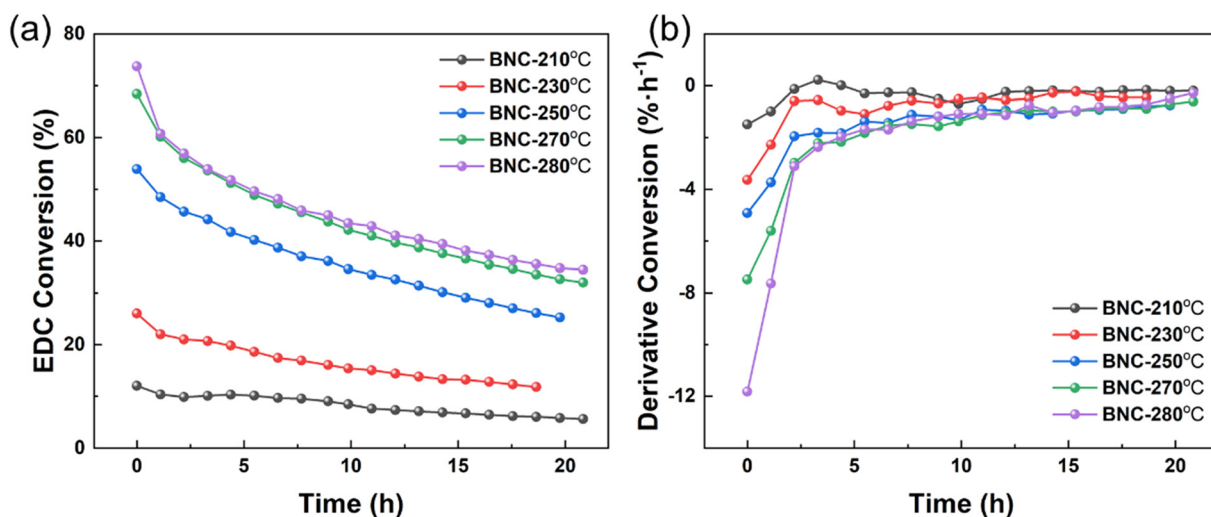 (a)
80
60
40
20
0
EDC Conversion (%)
0 5 10 15 20
Time (h)
BNC-210°C
BNC-230°C
BNC-250°C
BNC-270°C
BNC-280°C
(b)
0
-4
-8
-12
Derivative Conversion (%·h⁻¹)
0 5 10 15 20
Time (h)
BNC-210°C
BNC-230°C
BNC-250°C
BNC-270°C
BNC-280°C